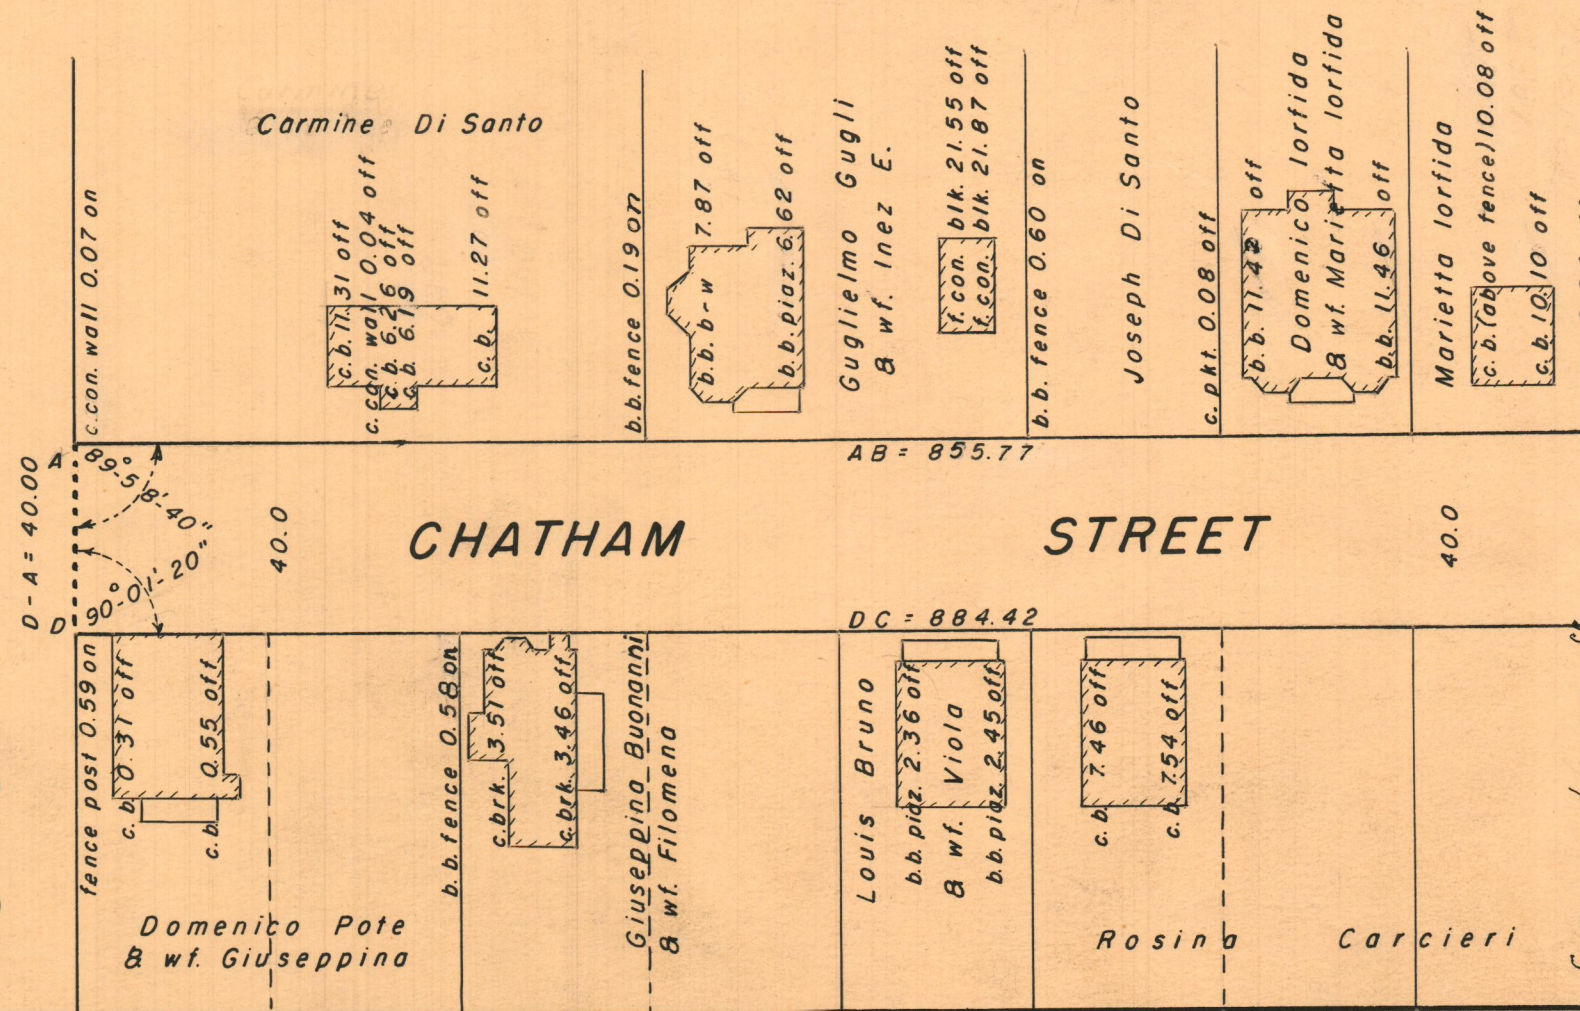 Carmine Di Santo
c.con. wall 0.07 on
c.b. 11.31 off
c.con. wall 0.04 off
c.b. 6.26 off
c.b. 6.19 off
c.b. 11.27 off
b.b. fence 0.19 on
b.b. b-w 7.87 off
b.b. piaz. 6.62 off
Guglielmo Gugli
& wf. Inez E.
f. con. blk. 21.55 off
f. con. blk. 21.87 off
b.b. fence 0.60 on
Joseph Di Santo
c. pkt. 0.08 off
b.b. 11.42 off
Domenico Iorfida
& wf. Marietta Iorfida
b.b. 11.46 off
Marietta Iorfida
c.b. (above fence) 10.08 off
c.b. 10.10 off
AB = 855.77
A
89°-58'-40"
D-A = 40.00
40.0
CHATHAM STREET
40.0
90°-01'-20"
D
DC = 884.42
fence post 0.59 on
c.b. 0.31 off
c.b. 0.55 off
Domenico Pote
& wf. Giuseppina
b.b. fence 0.58 on
c.brk. 3.51 off
c.brk. 3.46 off
Giuseppina Buonanni
& wf. Filomena
Louis Bruno
b.b. piaz. 2.36 off
& wf. Viola
b.b. piaz. 2.45 off
c.b. 7.46 off
c.b. 7.54 off
Rosina Carcieri